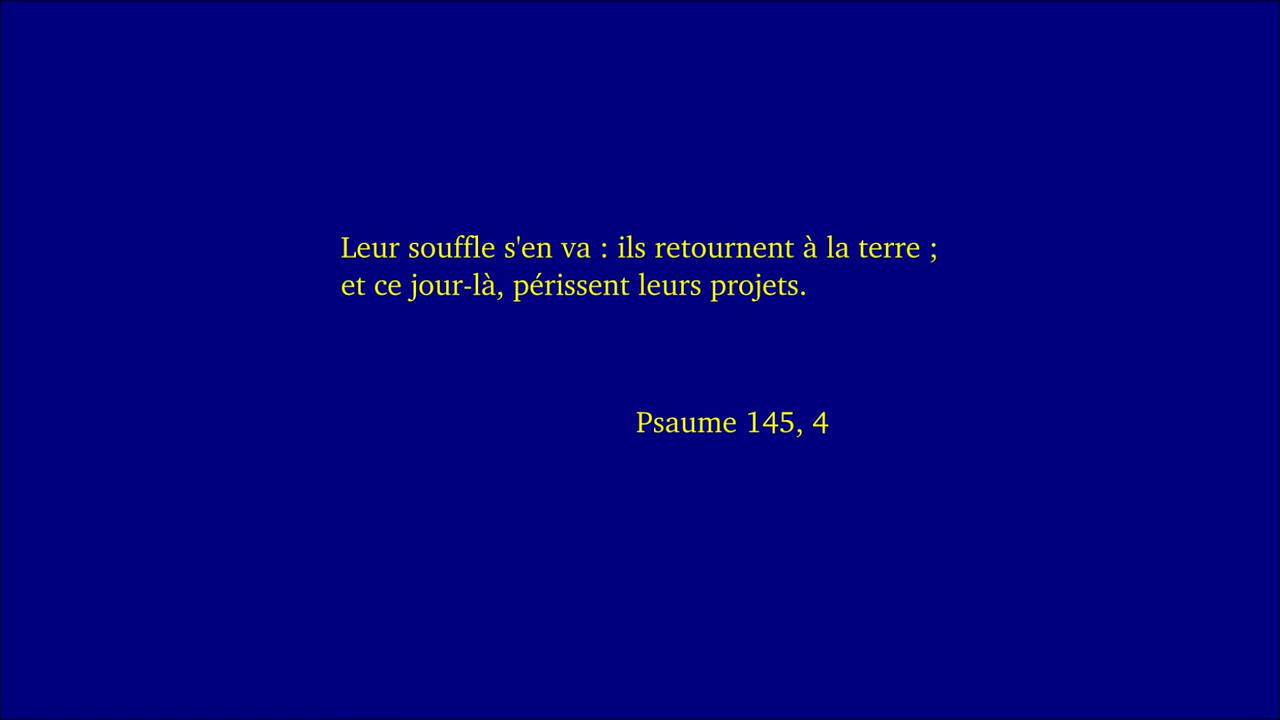 Leur souffle s'en va : ils retournent à la terre ;
et ce jour-là, périssent leurs projets.
Psaume 145, 4